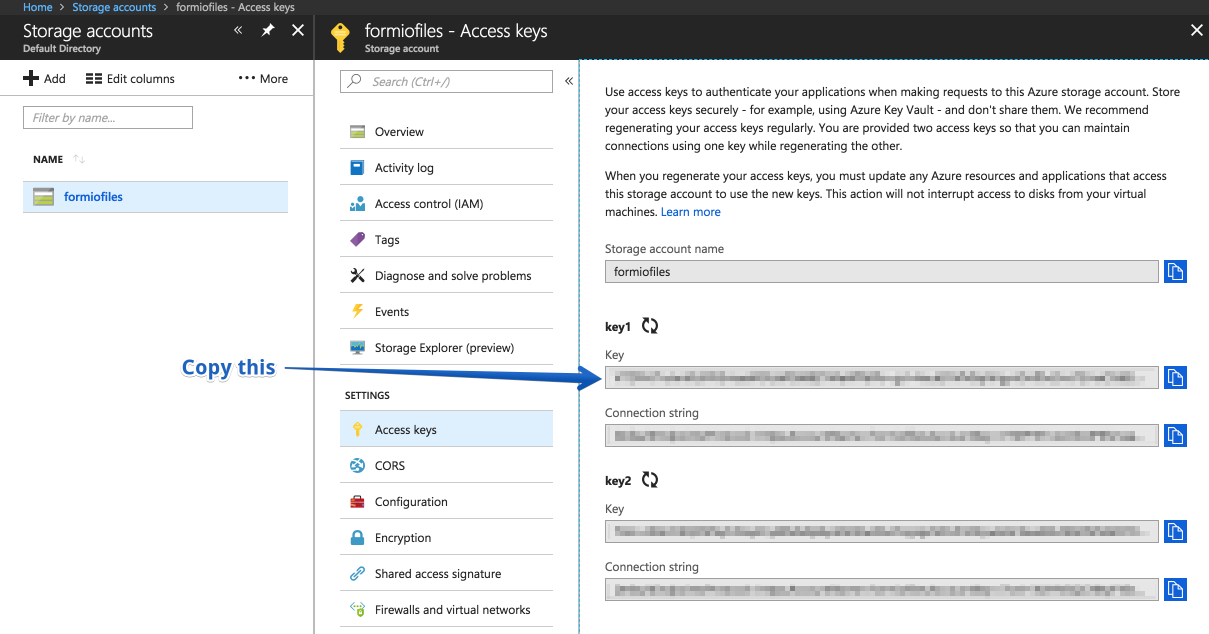 Home > Storage accounts > formiofiles - Access keys
Storage accounts
Default Directory
Add
Edit columns
More
Filter by name...
NAME
formiofiles
formiofiles - Access keys
Storage account
Search (Ctrl+/)
Overview
Activity log
Access control (IAM)
Tags
Diagnose and solve problems
Events
Storage Explorer (preview)
SETTINGS
Access keys
CORS
Configuration
Encryption
Shared access signature
Firewalls and virtual networks
Copy this
Use access keys to authenticate your applications when making requests to this Azure storage account. Store
your access keys securely - for example, using Azure Key Vault - and don't share them. We recommend
regenerating your access keys regularly. You are provided two access keys so that you can maintain
connections using one key while regenerating the other.
When you regenerate your access keys, you must update any Azure resources and applications that access
this storage account to use the new keys. This action will not interrupt access to disks from your virtual
machines. Learn more
Storage account name
formiofiles
key1
Key
Connection string
key2
Key
Connection string